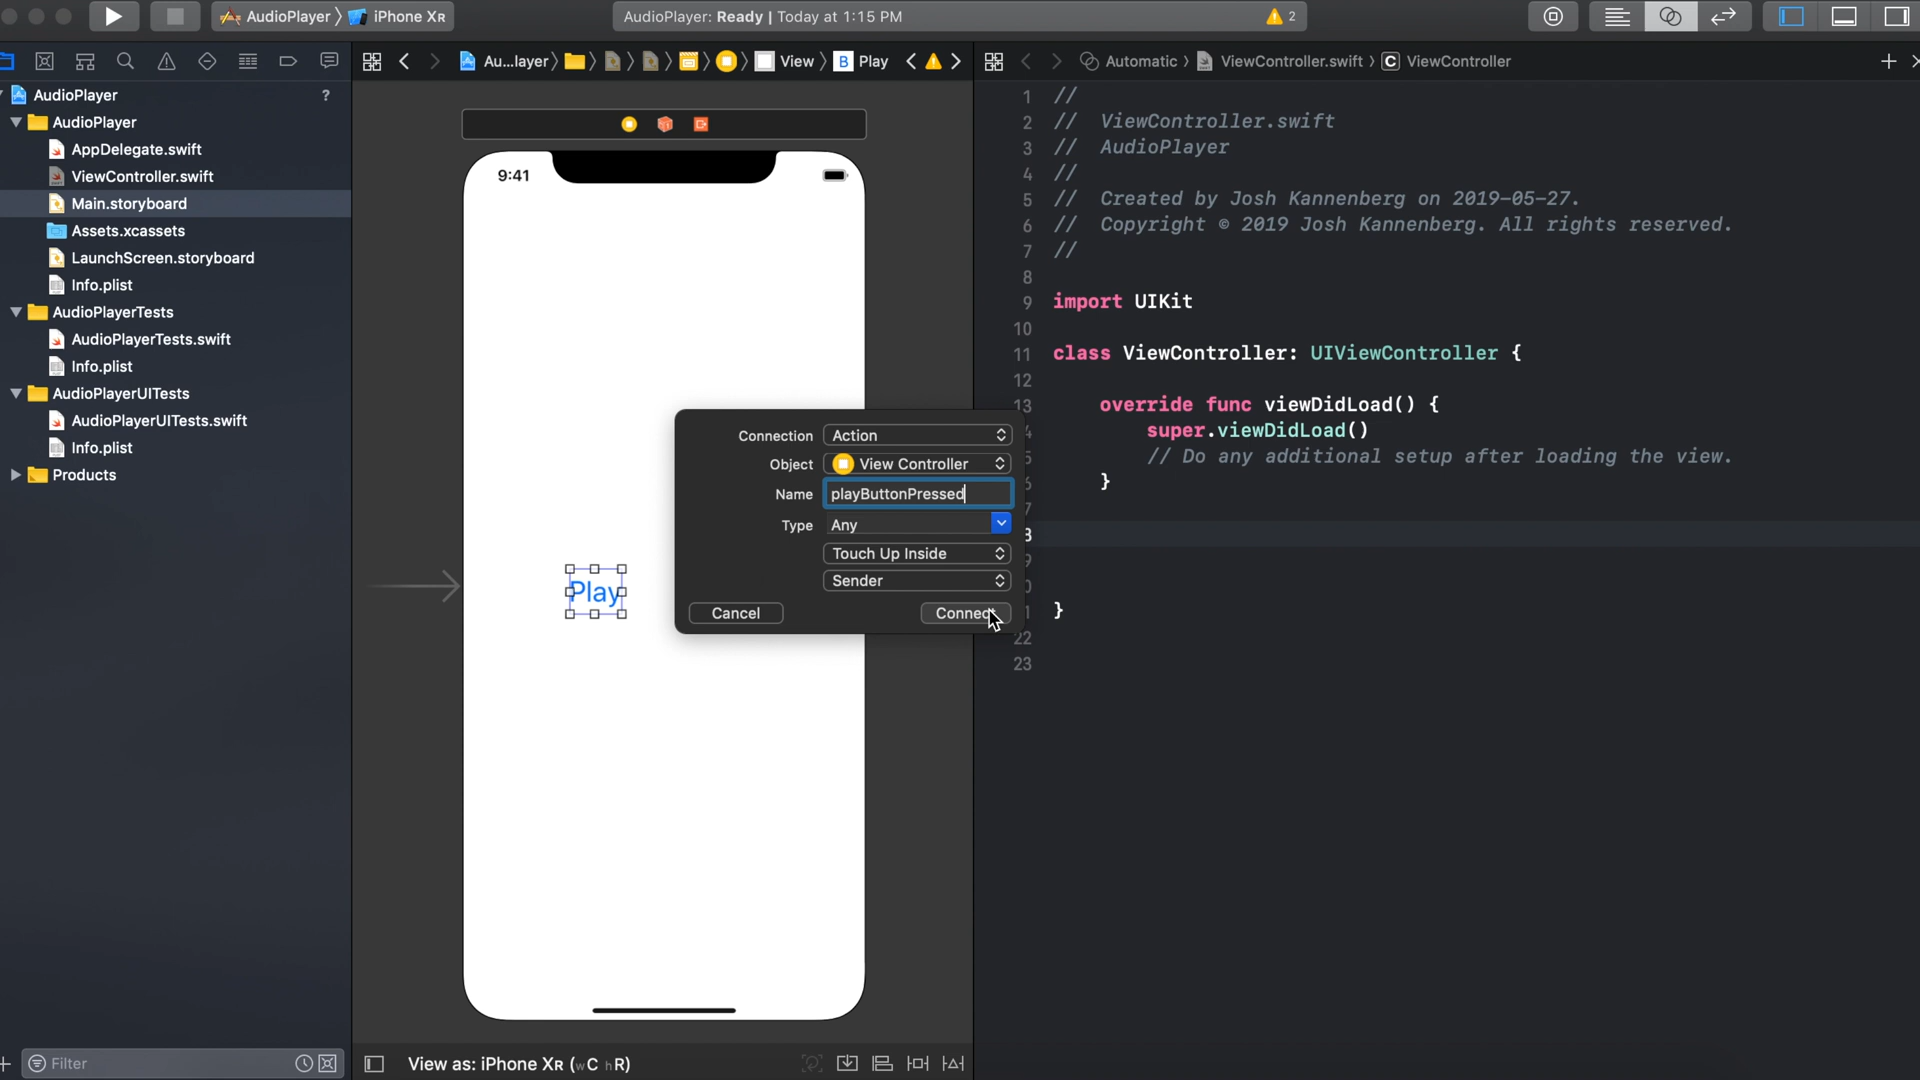 AudioPlayer
iPhone XR
AudioPlayer: Ready | Today at 1:15 PM
2
Au...layer
View
B Play
Automatic
ViewController.swift
C ViewController
AudioPlayer
?
AudioPlayer
AppDelegate.swift
ViewController.swift
Main.storyboard
Assets.xcassets
LaunchScreen.storyboard
Info.plist
AudioPlayerTests
AudioPlayerTests.swift
Info.plist
AudioPlayerUITests
AudioPlayerUITests.swift
Info.plist
Products
Filter
9:41
Play
View as: iPhone XR (wC hR)
Connection Action
Object View Controller
Name playButtonPressed
Type Any
Touch Up Inside
Sender
Cancel
Connect
1 //
2 // ViewController.swift
3 // AudioPlayer
4 //
5 // Created by Josh Kannenberg on 2019-05-27.
6 // Copyright © 2019 Josh Kannenberg. All rights reserved.
7 //
8
9 import UIKit
10
11 class ViewController: UIViewController {
12
13 override func viewDidLoad() {
super.viewDidLoad()
// Do any additional setup after loading the view.
}
}
22
23